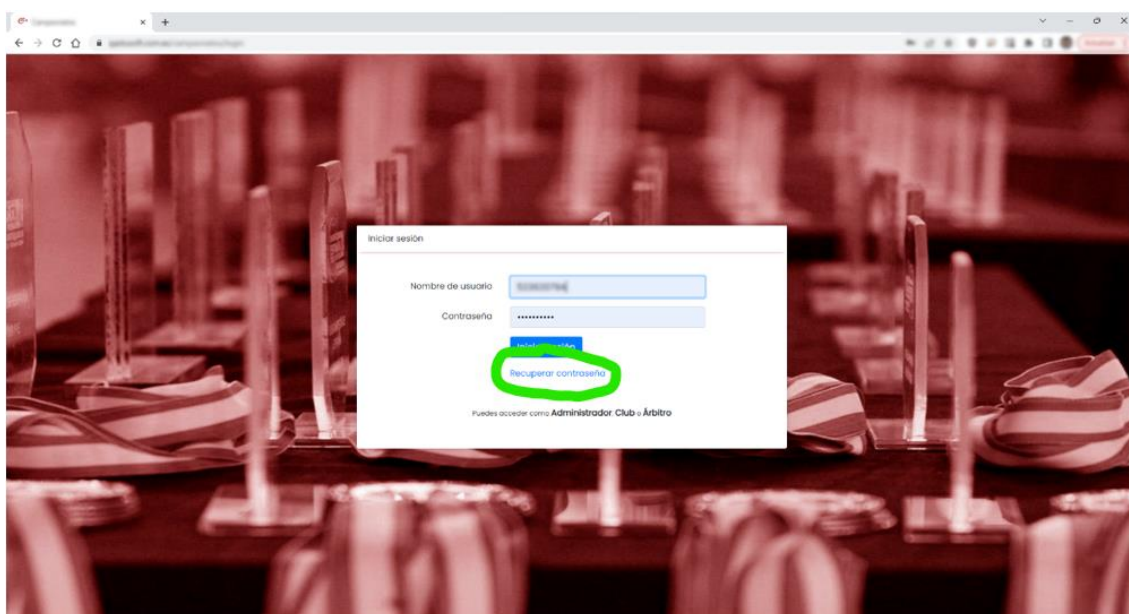 Iniciar sesión
Nombre de usuario
Contraseña ••••••••••
Recuperar contraseña
Puedes acceder como Administrador, Club o Árbitro